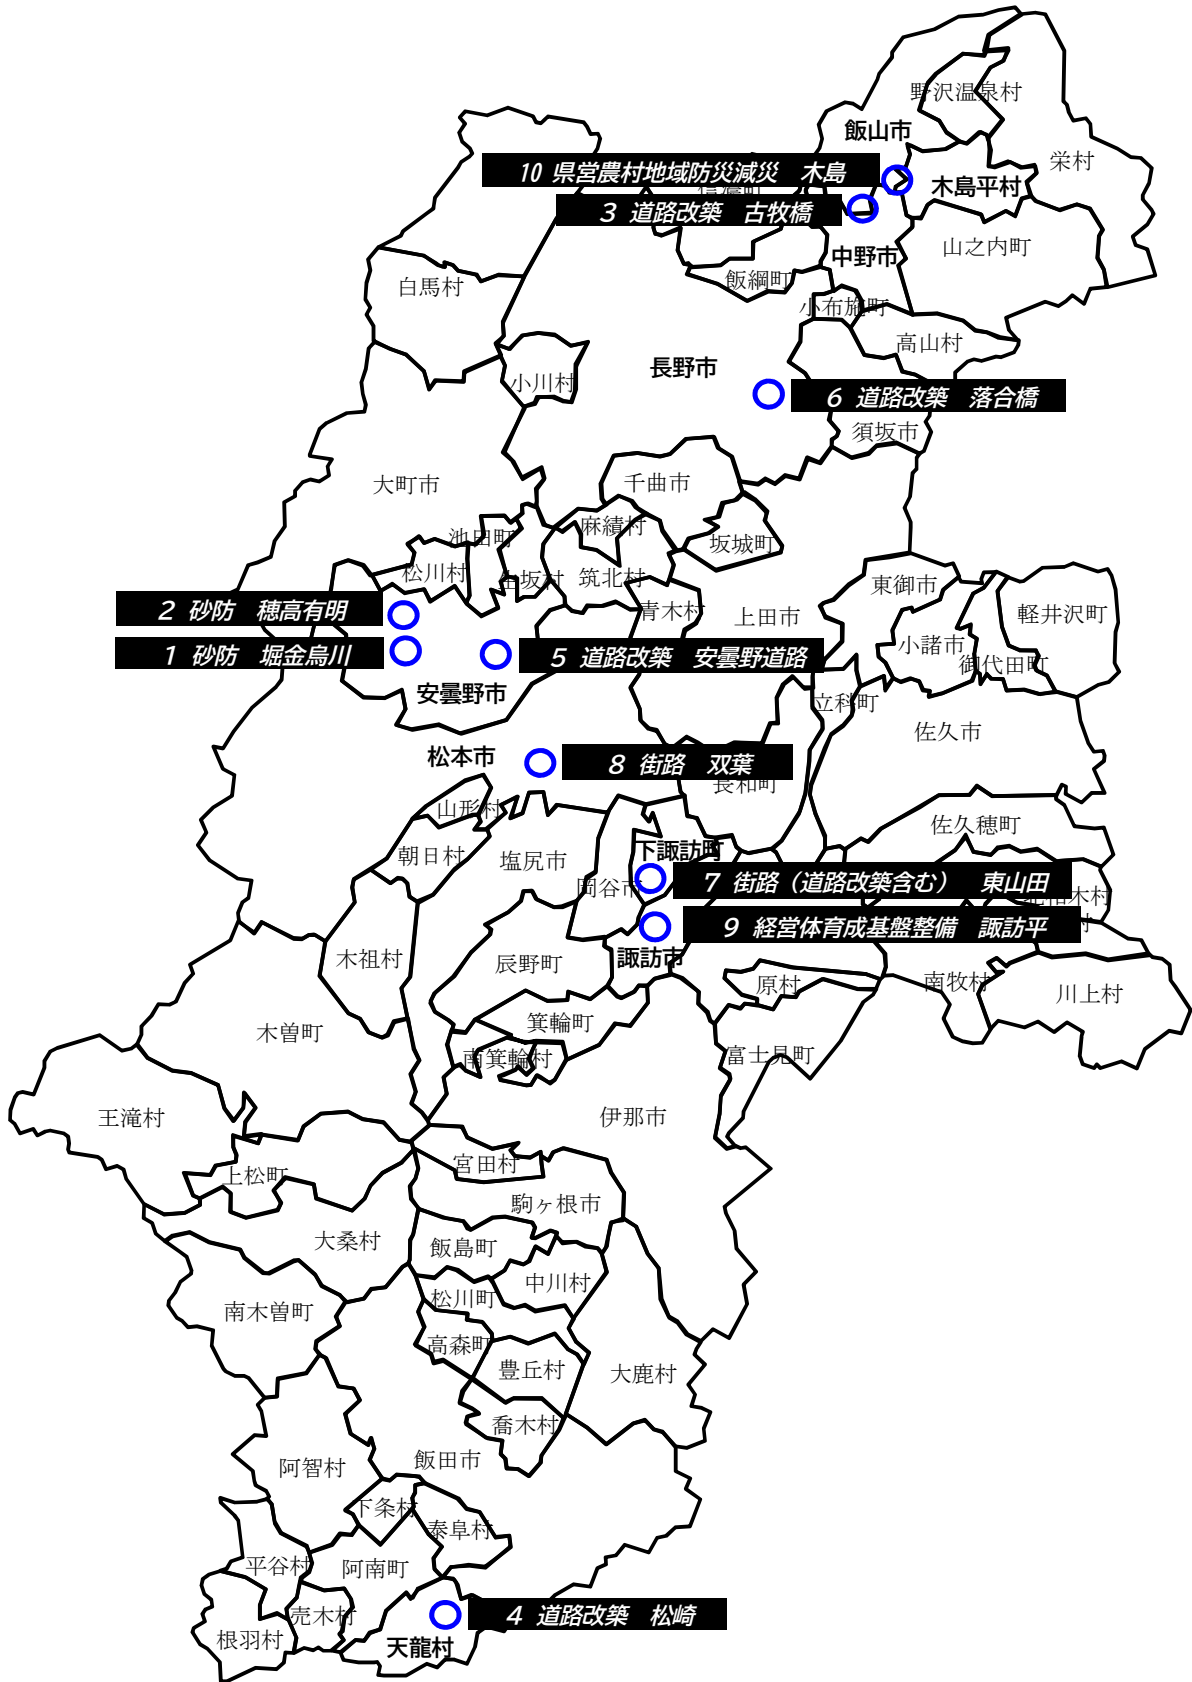 野沢温泉村
飯山市
栄村
10 県営農村地域防災減災 木島
木島平村
信濃町
3 道路改築 古牧橋
中野市
山之内町
白馬村
飯綱町
小布施町
高山村
長野市
小川村
6 道路改築 落合橋
須坂市
大町市
千曲市
麻績村
池田町
坂城町
松川村
生坂村
筑北村
東御市
2 砂防 穂高有明
青木村
上田市
軽井沢町
小諸市
1 砂防 堀金烏川
5 道路改築 安曇野道路
御代田町
安曇野市
立科町
佐久市
松本市
8 街路 双葉
長和町
山形村
佐久穂町
朝日村
塩尻市
下諏訪町
岡谷市
7 街路（道路改築含む） 東山田
北相木村
9 経営体育成基盤整備 諏訪平
村
木祖村
辰野町
諏訪市
原村
南牧村
川上村
木曽町
箕輪町
南箕輪村
富士見町
王滝村
伊那市
上松町
宮田村
駒ヶ根市
大桑村
飯島町
中川村
南木曽町
松川町
高森町
豊丘村
大鹿村
喬木村
飯田市
阿智村
下条村
泰阜村
平谷村
阿南町
売木村
4 道路改築 松崎
根羽村
天龍村